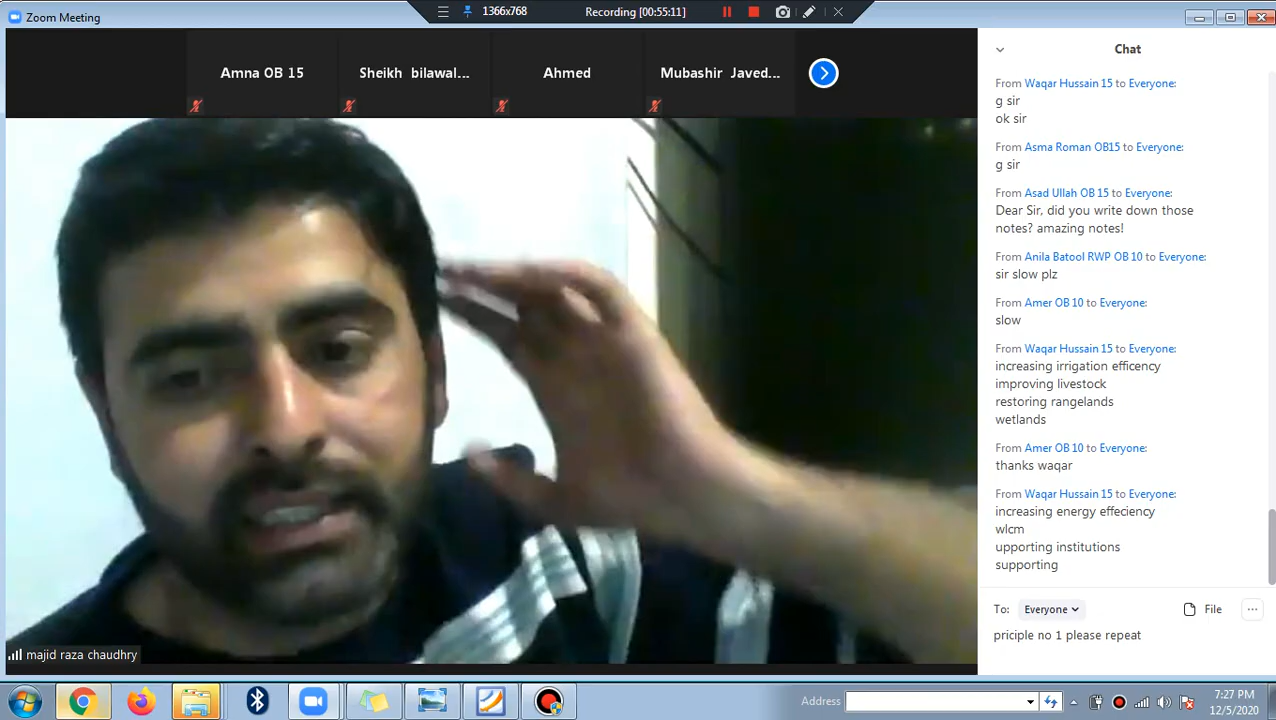 Zoom Meeting
1366x768
Recording [00:55:11]
Amna OB 15
Sheikh bilawal...
Ahmed
Mubashir Javed...
majid raza chaudhry
Chat
From Waqar Hussain 15 to Everyone:
g sir
ok sir
From Asma Roman OB15 to Everyone:
g sir
From Asad Ullah OB 15 to Everyone:
Dear Sir, did you write down those
notes? amazing notes!
From Anila Batool RWP OB 10 to Everyone:
sir slow plz
From Amer OB 10 to Everyone:
slow
From Waqar Hussain 15 to Everyone:
increasing irrigation efficency
improving livestock
restoring rangelands
wetlands
From Amer OB 10 to Everyone:
thanks waqar
From Waqar Hussain 15 to Everyone:
increasing energy effeciency
wlcm
upporting institutions
supporting
To: Everyone
File
priciple no 1 please repeat
Address
7:27 PM
12/5/2020